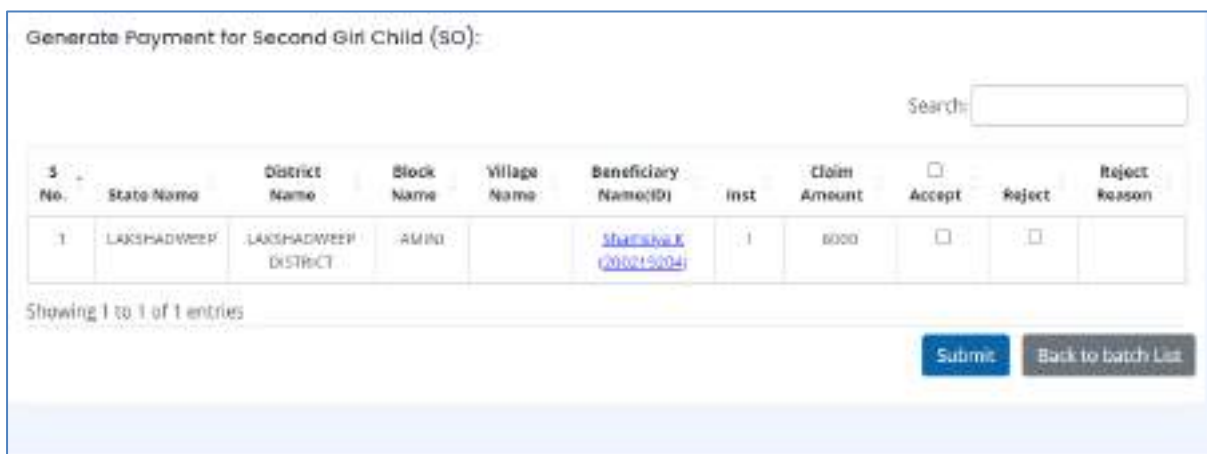 Generate Payment for Second Girl Child (SO):
Search:
S No. State Name District Name Block Name Village Name Beneficiary Name(ID) Inst Claim Amount Accept Reject Reject Reason
1 LAKSHADWEEP LAKSHADWEEP DISTRICT AMINI Shamsiya K (200219204) 1 6000
Showing 1 to 1 of 1 entries
Submit Back to batch List